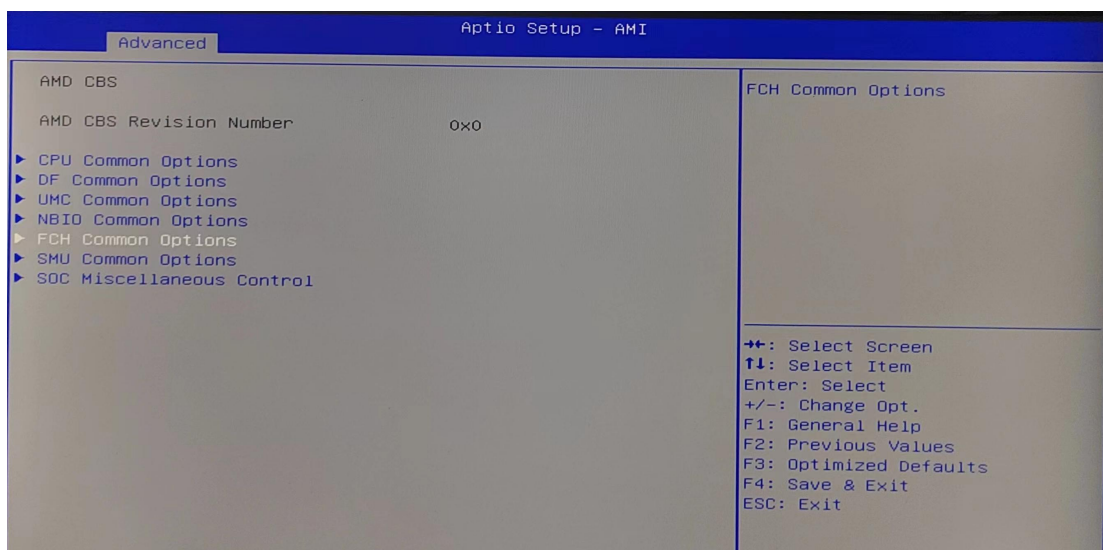 Aptio Setup – AMI
Advanced
AMD CBS
AMD CBS Revision Number 0x0
► CPU Common Options
► DF Common Options
► UMC Common Options
► NBIO Common Options
► FCH Common Options
► SMU Common Options
► SOC Miscellaneous Control
FCH Common Options
→←: Select Screen
↑↓: Select Item
Enter: Select
+/-: Change Opt.
F1: General Help
F2: Previous Values
F3: Optimized Defaults
F4: Save & Exit
ESC: Exit